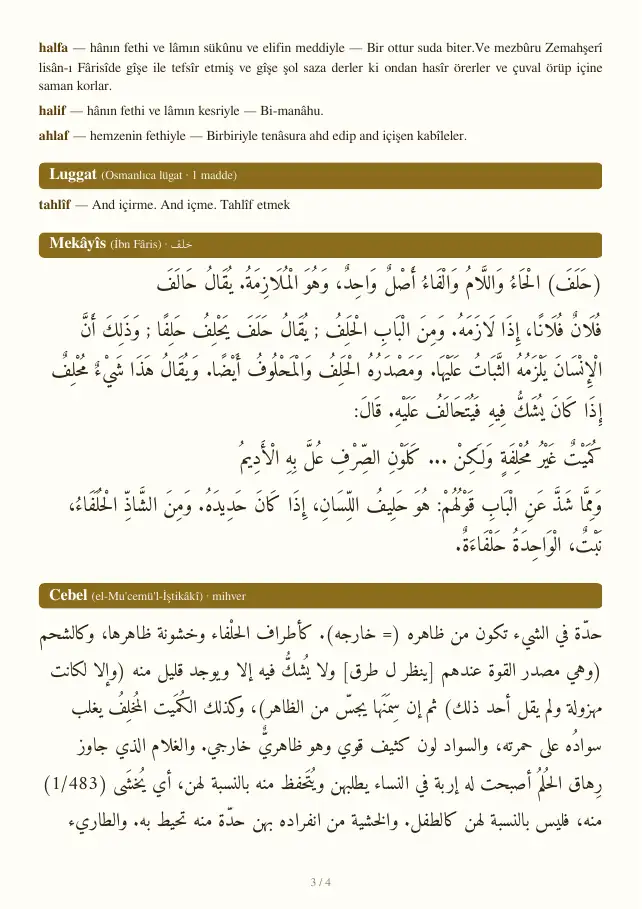 halfa — hânın fethi ve lâmın sükûnu ve elifin meddiyle — Bir ottur suda biter.Ve mezbûru Zemahşerî
lisân-ı Fârisîde gîşe ile tefsîr etmiş ve gîşe şol saza derler ki ondan hasîr örerler ve çuval örüp içine
saman korlar.
halif — hânın fethi ve lâmın kesriyle — Bi-manâhu.
ahlaf — hemzenin fethiyle — Birbiriyle tenâsura ahd edip and içişen kabîleler.
Luggat (Osmanlıca lügat · 1 madde)
tahlîf — And içirme. And içme. Tahlîf etmek
Mekâyîs (İbn Fâris) · حلف
(حَلَفَ) الْحَاءُ وَاللَّامُ وَالْفَاءُ أَصْلٌ وَاحِدٌ، وَهُوَ الْمُلَازَمَةُ. يُقَالُ حَالَفَ
فُلَانٌ فُلَانًا، إِذَا لَازَمَهُ. وَمِنَ الْبَابِ الْحَلِفُ ; يُقَالُ حَلَفَ يَحْلِفُ حَلِفًا ; وَذَلِكَ أَنَّ
الْإِنْسَانَ يَلْزَمُهُ الثَّبَاتُ عَلَيْهَا. وَمَصْدَرُهُ الْحَلِفُ وَالْمَحْلُوفُ أَيْضًا. وَيُقَالُ هَذَا شَيْءٌ مُحْلِفٌ
إِذَا كَانَ يُشَكُّ فِيهِ فَيُتَحَالَفُ عَلَيْهِ. قَالَ:
كُمَيْتٌ غَيْرُ مُحْلِفَةٍ وَلَكِنْ ... كَلَوْنِ الصِّرْفِ عُلَّ بِهِ الْأَدِيمُ
وَمِمَّا شَذَّ عَنِ الْبَابِ قَوْلُهُمْ: هُوَ حَلِيفُ اللِّسَانِ، إِذَا كَانَ حَدِيدَهُ. وَمِنَ الشَّاذِّ الْحَلْفَاءُ،
نَبْتٌ، الْوَاحِدَةُ حَلْفَاءَةٌ.
Cebel (el-Mu'cemü'l-İştikâkî) · mihver
حدّة في الشيء تكون من ظاهره (= خارجه). كأطراف الحلْفاء وخشونة ظاهرها، وكالشحم
(وهي مصدر القوة عندهم [ينظر ل طرق] ولا يُشكُّ فيه إلا ويوجد قليل منه (وإلا لكانت
مهزولة ولم يقل أحد ذلك) ثم إن سِمَنَها يجسّ من الظاهر)، وكذلك الكُمَيت المُخلِفُ يغلب
سوادُه على حمرته، والسواد لون كثيف قوي وهو ظاهريٌّ خارجي. والغلام الذي جاوز
رِهاق الحُلُمُ أصبحت له إربة في النساء يطلبهن ويُتَحفظ منه بالنسبة لهن، أي يُخشَى (1/483)
منه، فليس بالنسبة لهن كالطفل. والخشية من انفراده بهن حدّة منه تحيط به. والطاريء
3 / 4